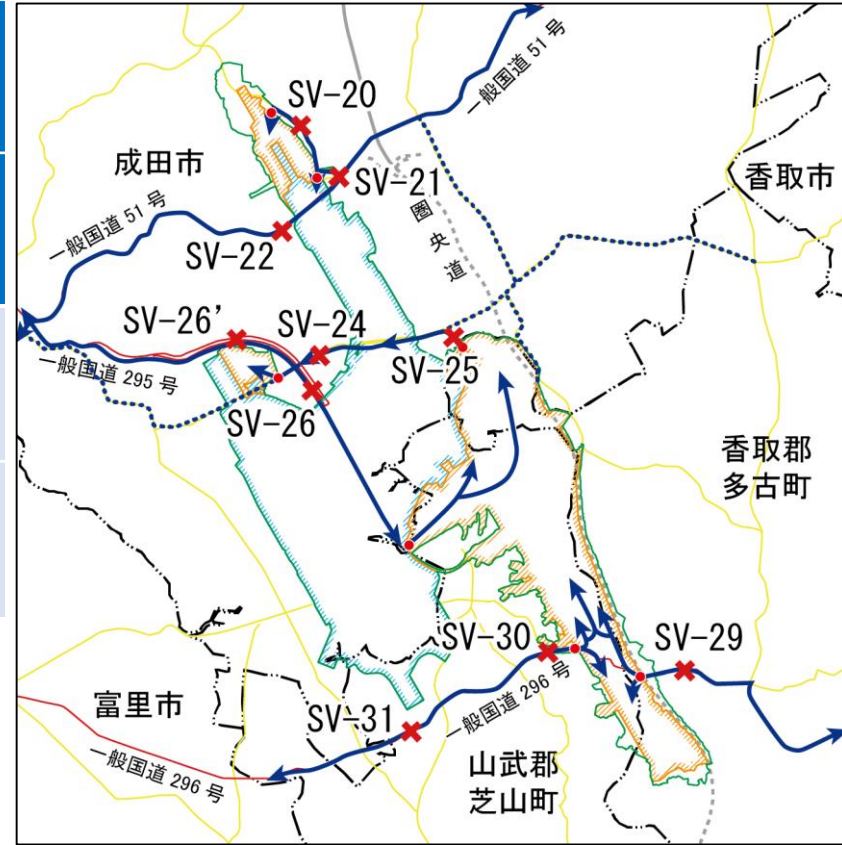 一般国道 51 号
SV-20
成田市
SV-21
香取市
圏央道
一般国道 51 号
SV-22
SV-26’
SV-24
SV-25
一般国道 295 号
SV-26
香取郡
多古町
SV-30
SV-29
富里市
SV-31
一般国道 296 号
一般国道 296 号
山武郡
芝山町